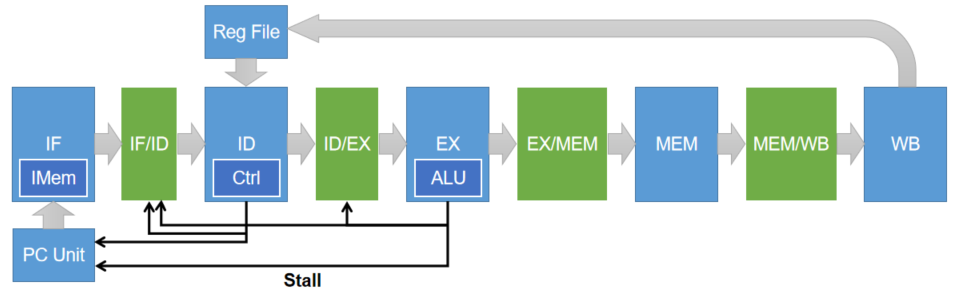 Reg File
IF
IMem
IF/ID
ID
Ctrl
ID/EX
EX
ALU
EX/MEM
MEM
MEM/WB
WB
PC Unit
Stall